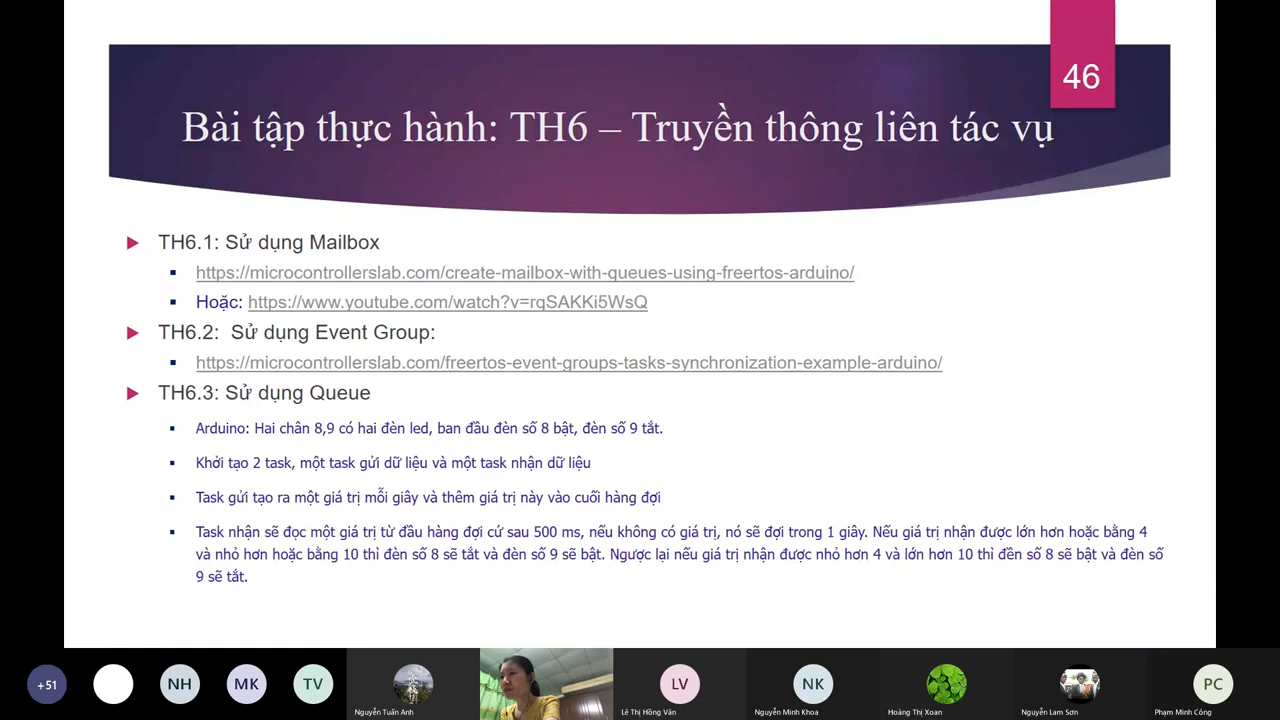 46
Bài tập thực hành: TH6 – Truyền thông liên tác vụ
TH6.1: Sử dụng Mailbox
https://microcontrollerslab.com/create-mailbox-with-queues-using-freertos-arduino/
Hoặc: https://www.youtube.com/watch?v=rqSAKKi5WsQ
TH6.2: Sử dụng Event Group:
https://microcontrollerslab.com/freertos-event-groups-tasks-synchronization-example-arduino/
TH6.3: Sử dụng Queue
Arduino: Hai chân 8,9 có hai đèn led, ban đầu đèn số 8 bật, đèn số 9 tắt.
Khởi tạo 2 task, một task gửi dữ liệu và một task nhận dữ liệu
Task gửi tạo ra một giá trị mỗi giây và thêm giá trị này vào cuối hàng đợi
Task nhận sẽ đọc một giá trị từ đầu hàng đợi cứ sau 500 ms, nếu không có giá trị, nó sẽ đợi trong 1 giây. Nếu giá trị nhận được lớn hơn hoặc bằng 4
và nhỏ hơn hoặc bằng 10 thì đèn số 8 sẽ tắt và đèn số 9 sẽ bật. Ngược lại nếu giá trị nhận được nhỏ hơn 4 và lớn hơn 10 thì đền số 8 sẽ bật và đèn số
9 sẽ tắt.
+51
NH
MK
TV
LV
NK
PC
Nguyễn Tuấn Anh
Lê Thị Hồng Vân
Nguyễn Minh Khoa
Hoàng Thị Xoan
Nguyễn Lam Sơn
Phạm Minh Công